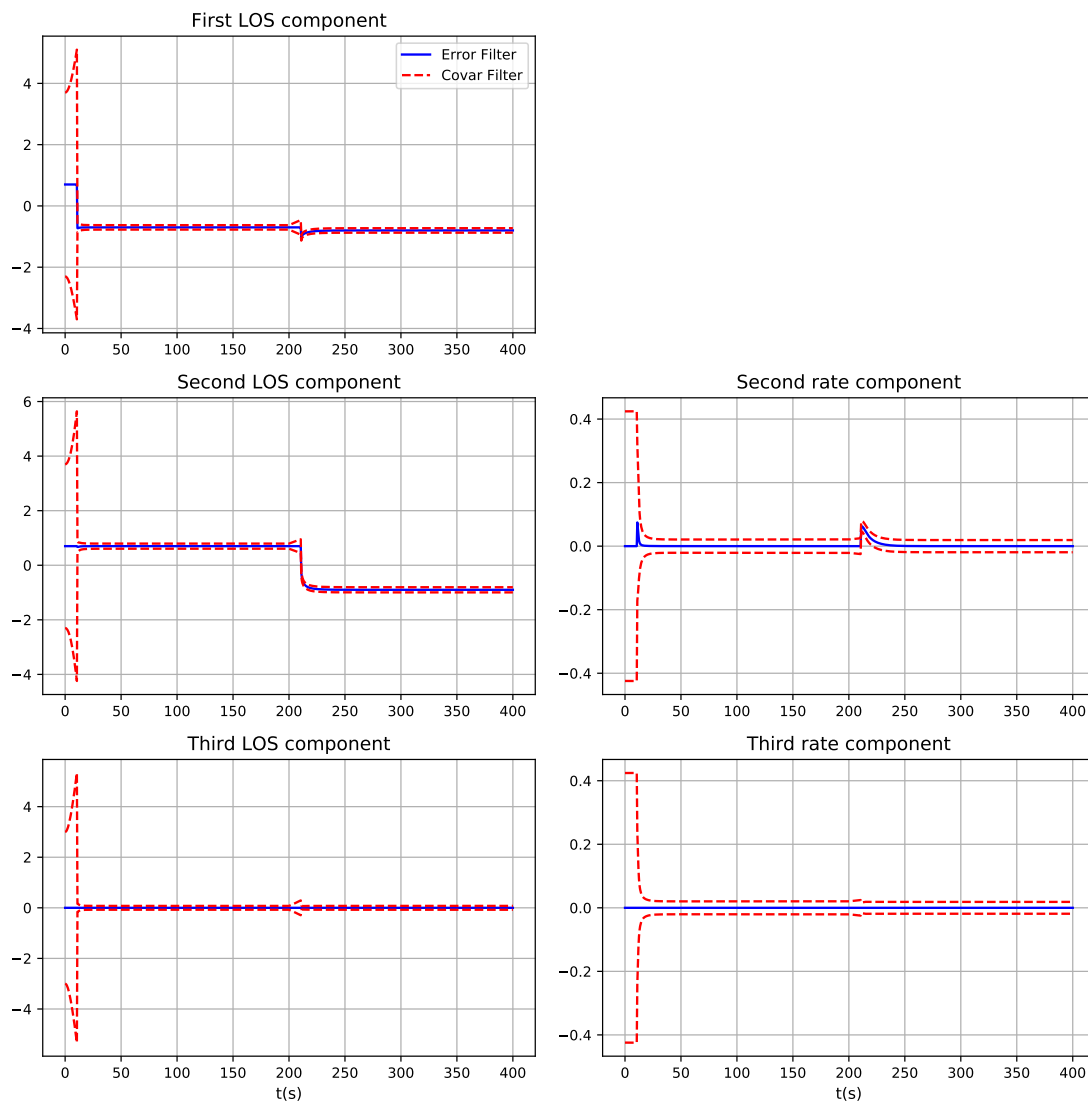 First LOS component
Error Filter
Covar Filter
4
2
0
−2
−4
0 50 100 150 200 250 300 350 400
Second LOS component
6
4
2
0
−2
−4
0 50 100 150 200 250 300 350 400
Second rate component
0.4
0.2
0.0
−0.2
−0.4
0 50 100 150 200 250 300 350 400
Third LOS component
4
2
0
−2
−4
0 50 100 150 200 250 300 350 400
t(s)
Third rate component
0.4
0.2
0.0
−0.2
−0.4
0 50 100 150 200 250 300 350 400
t(s)